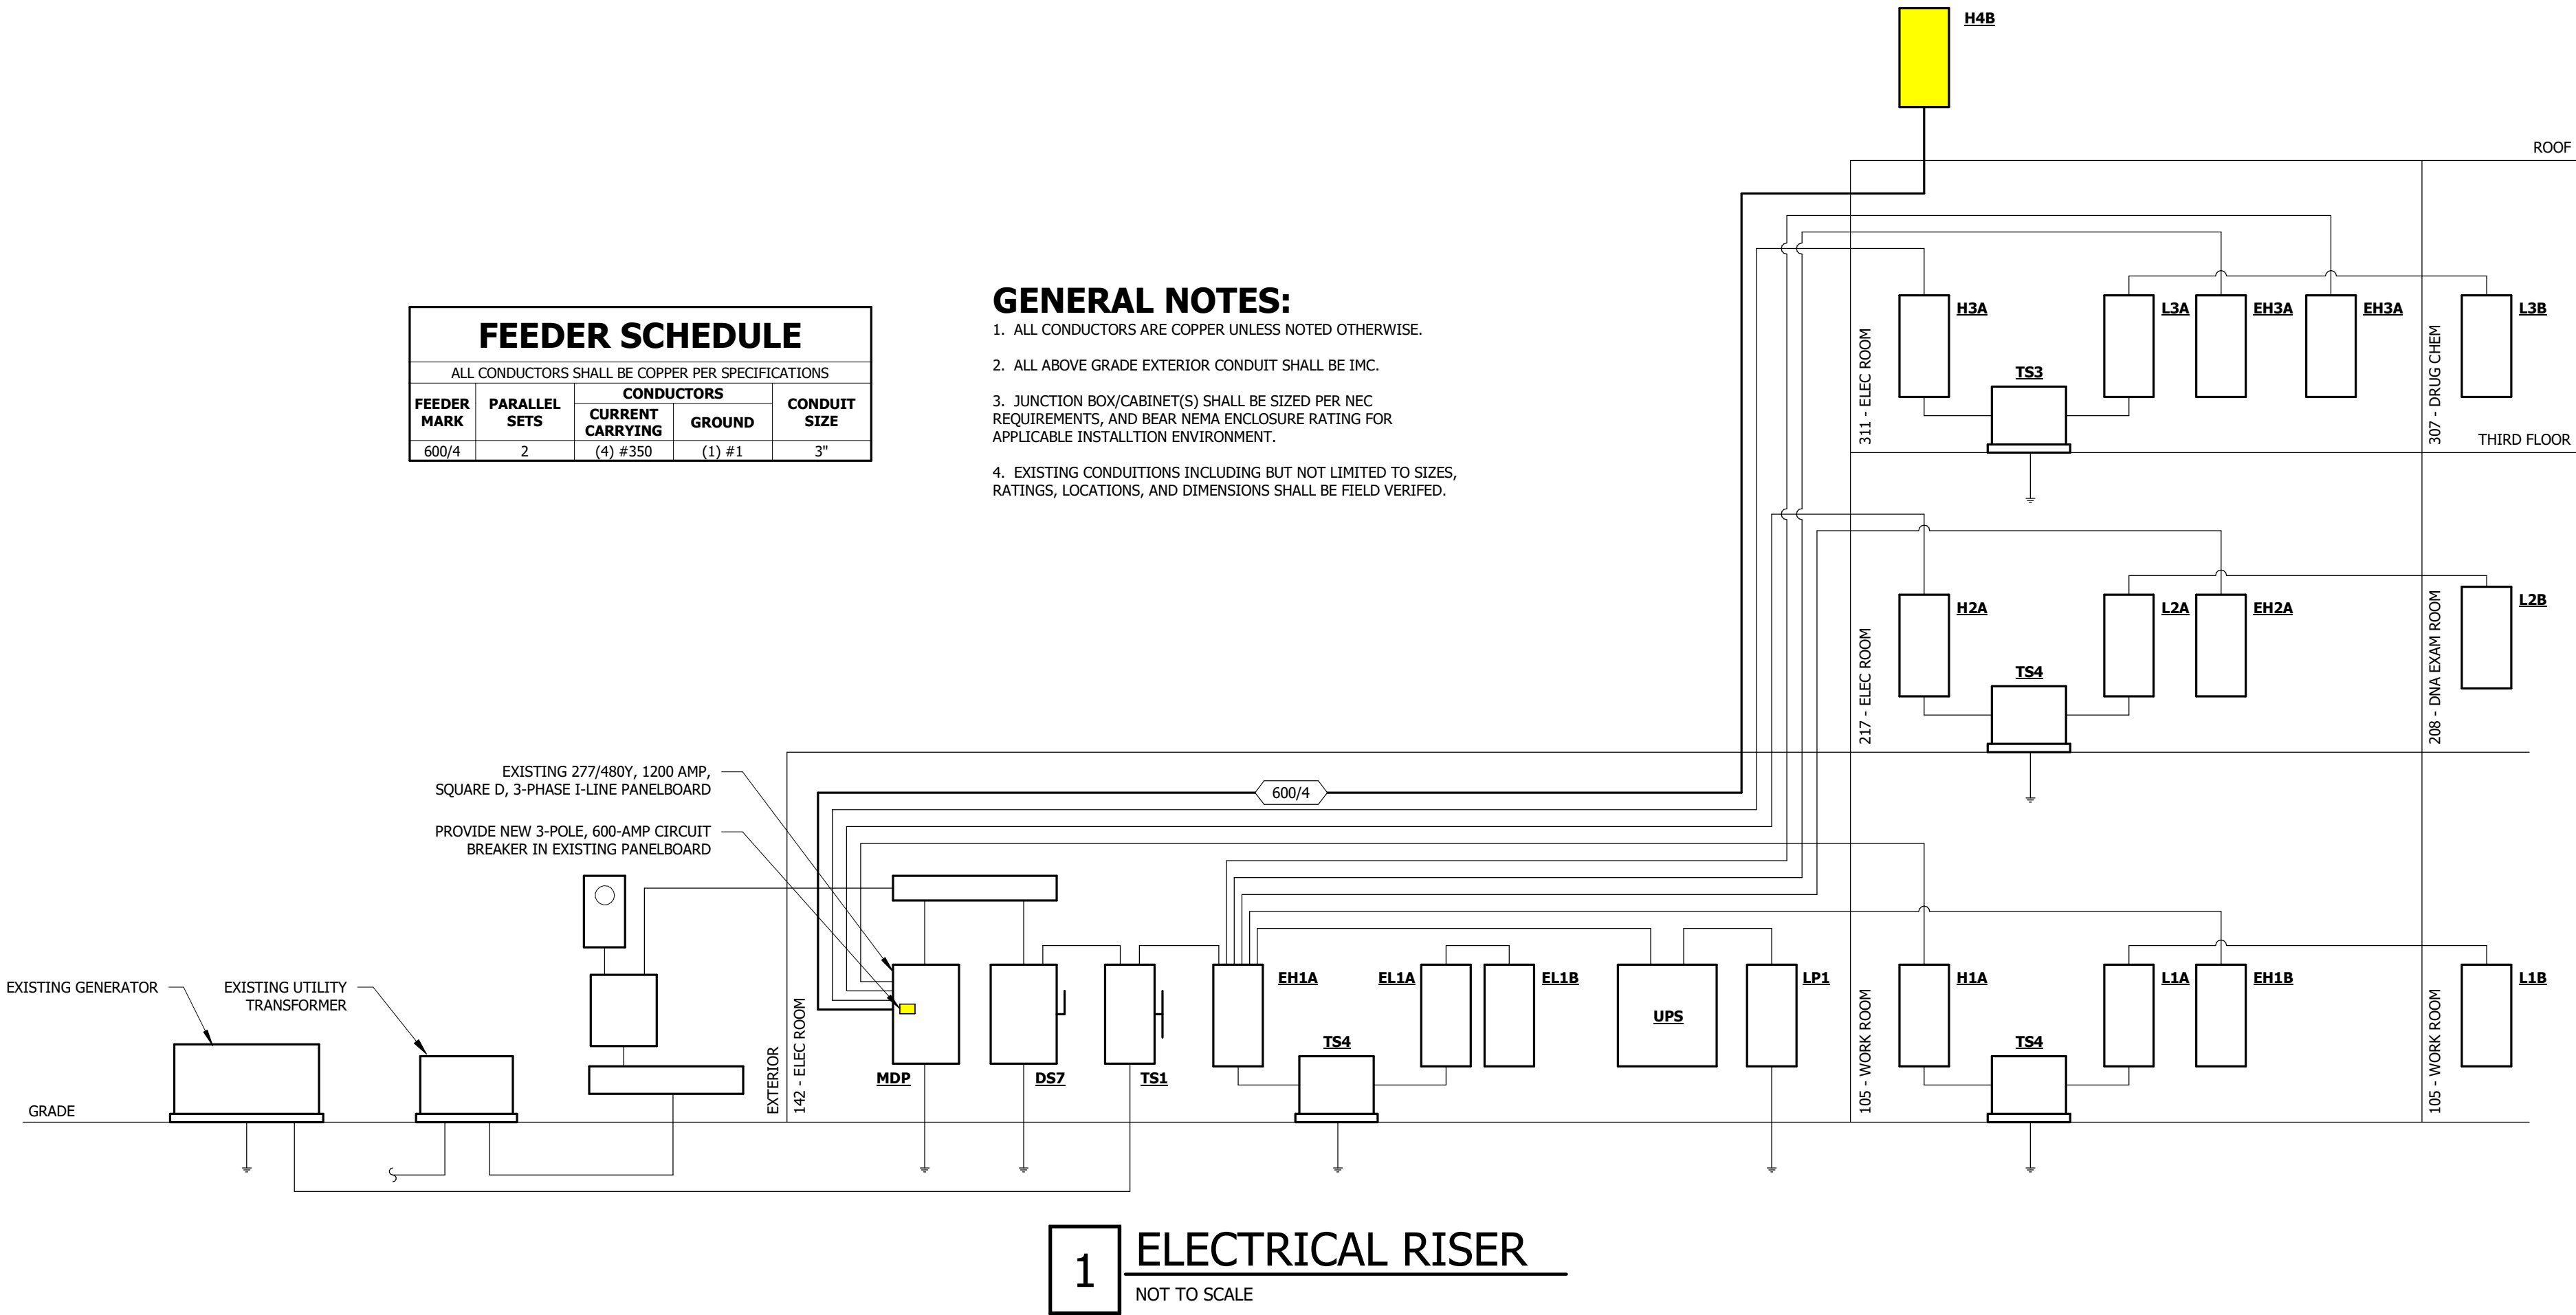 H4B
ROOF
FEEDER SCHEDULE
ALL CONDUCTORS SHALL BE COPPER PER SPECIFICATIONS
FEEDER
MARK
PARALLEL
SETS
CONDUCTORS
CURRENT
CARRYING
GROUND
CONDUIT
SIZE
600/4 2 (4) #350 (1) #1 3"
GENERAL NOTES:
1. ALL CONDUCTORS ARE COPPER UNLESS NOTED OTHERWISE.
2. ALL ABOVE GRADE EXTERIOR CONDUIT SHALL BE IMC.
3. JUNCTION BOX/CABINET(S) SHALL BE SIZED PER NEC
REQUIREMENTS, AND BEAR NEMA ENCLOSURE RATING FOR
APPLICABLE INSTALLTION ENVIRONMENT.
4. EXISTING CONDUITIONS INCLUDING BUT NOT LIMITED TO SIZES,
RATINGS, LOCATIONS, AND DIMENSIONS SHALL BE FIELD VERIFED.
311 - ELEC ROOM
H3A
TS3
L3A
EH3A
EH3A
307 - DRUG CHEM
L3B
THIRD FLOOR
217 - ELEC ROOM
H2A
TS4
L2A
EH2A
208 - DNA EXAM ROOM
L2B
EXISTING 277/480Y, 1200 AMP,
SQUARE D, 3-PHASE I-LINE PANELBOARD
PROVIDE NEW 3-POLE, 600-AMP CIRCUIT
BREAKER IN EXISTING PANELBOARD
600/4
EXISTING GENERATOR
EXISTING UTILITY
TRANSFORMER
GRADE
EXTERIOR
142 - ELEC ROOM
MDP
DS7
TS1
EH1A
TS4
EL1A
EL1B
UPS
LP1
105 - WORK ROOM
H1A
TS4
L1A
EH1B
105 - WORK ROOM
L1B
1
ELECTRICAL RISER
NOT TO SCALE